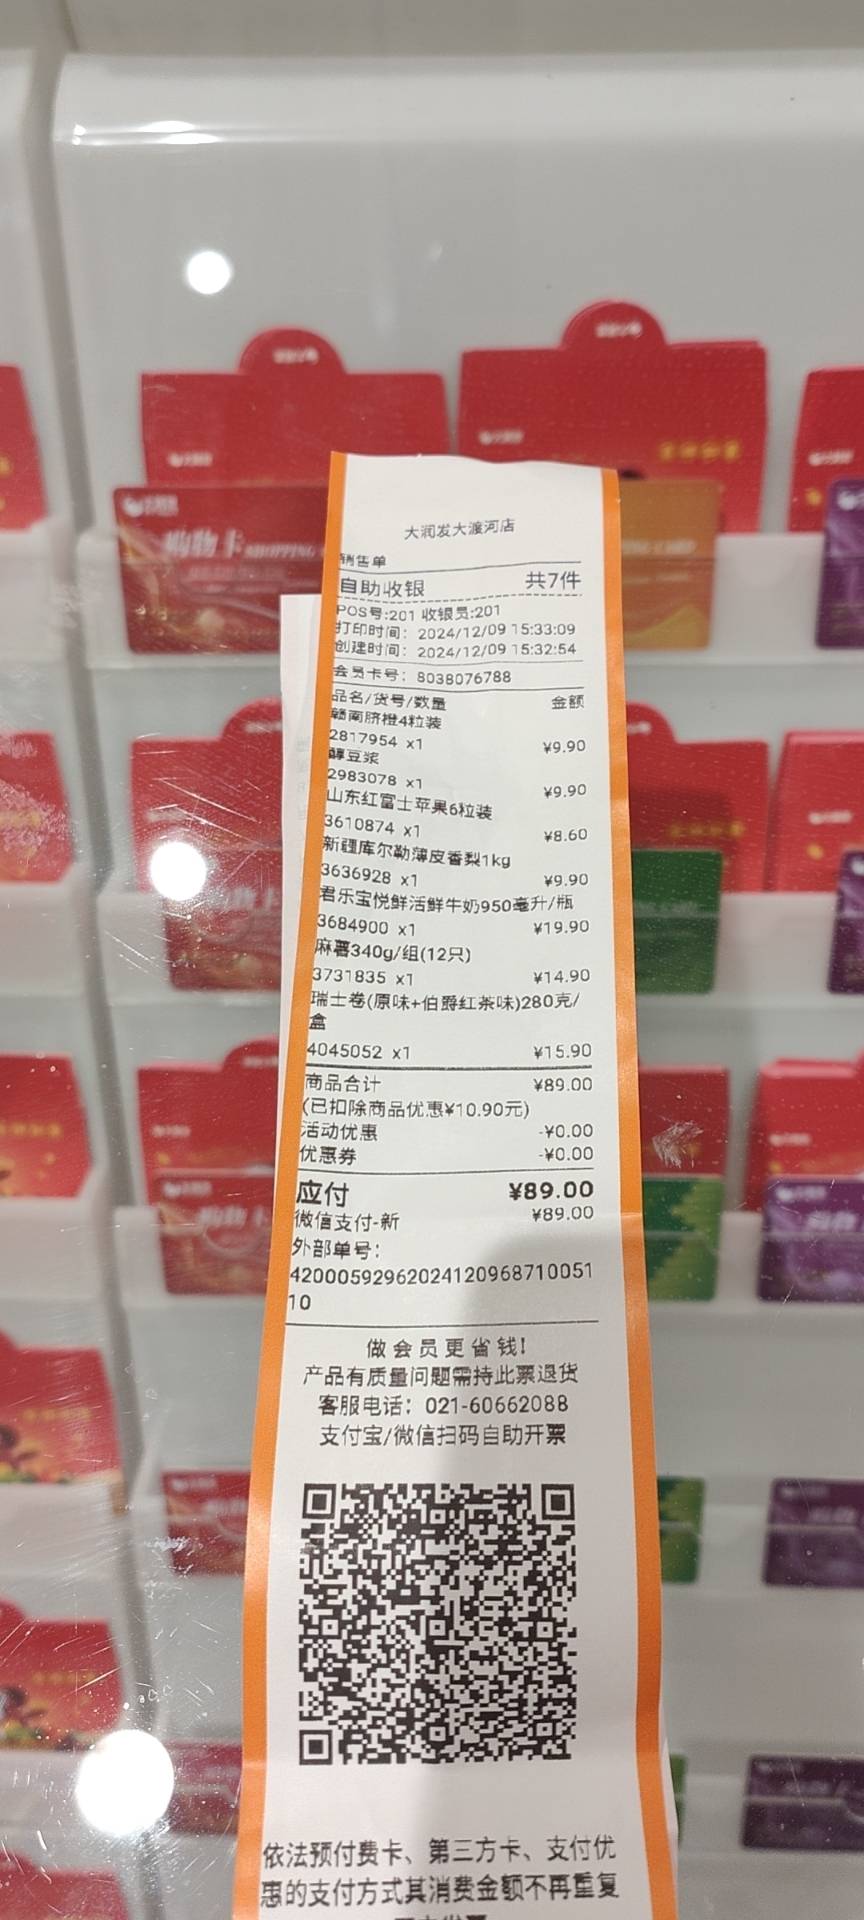 购物卡 SHOPPING
大润发大渡河店
销售单
自助收银 共7件
POS号:201 收银员:201
打印时间: 2024/12/09 15:33:09
创建时间: 2024/12/09 15:32:54
会员卡号: 8038076788
品名/货号/数量 金额
赣南脐橙4粒装
2817954 x1 ¥9.90
醇豆浆
2983078 x1 ¥9.90
山东红富士苹果6粒装
3610874 x1 ¥8.60
新疆库尔勒薄皮香梨1kg
3636928 x1 ¥9.90
君乐宝悦鲜活鲜牛奶950毫升/瓶
3684900 x1 ¥19.90
麻薯340g/组(12只)
3731835 x1 ¥14.90
瑞士卷(原味+伯爵红茶味)280克/
盒
4045052 x1 ¥15.90
商品合计 ¥89.00
(已扣除商品优惠¥10.90元)
活动优惠 -¥0.00
优惠券 -¥0.00
应付 ¥89.00
微信支付-新 ¥89.00
外部单号:
42000592962024120968710051
10
做会员更省钱!
产品有质量问题需持此票退货
客服电话: 021-60662088
支付宝/微信扫码自助开票
依法预付费卡、第三方卡、支付优
惠的支付方式其消费金额不再重复